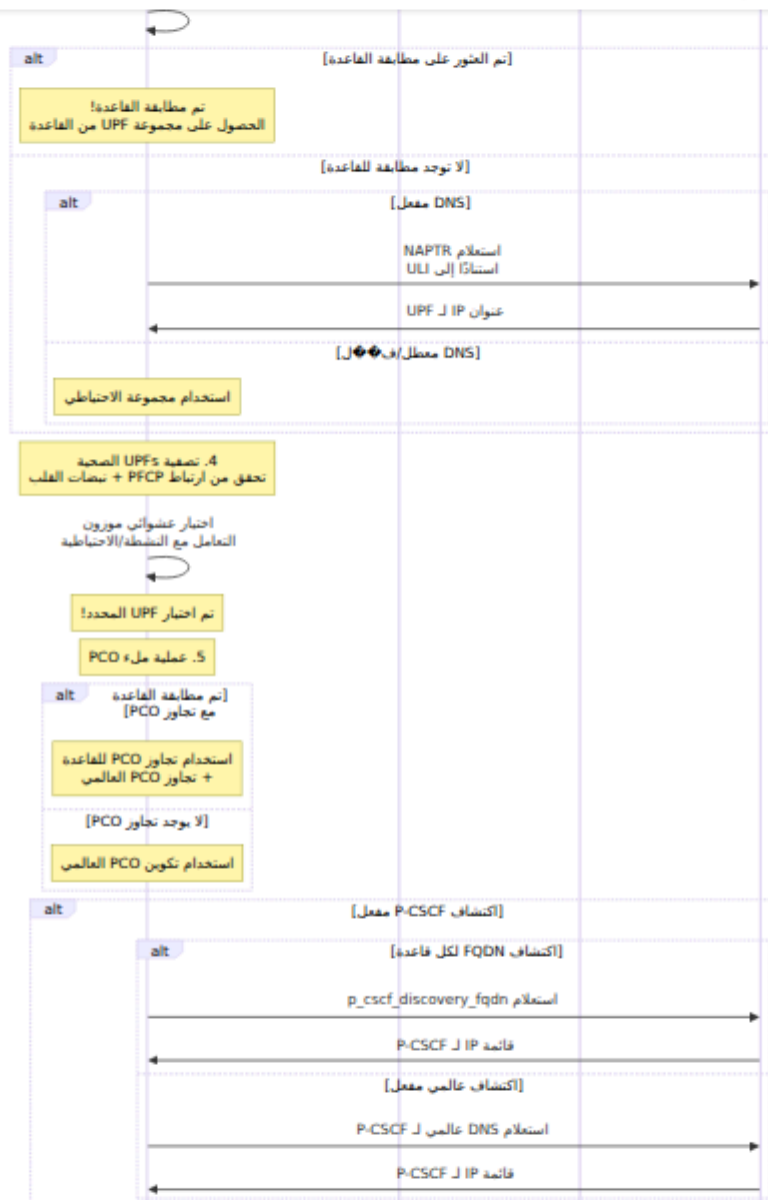 alt
[تم العثور على مطابقة القاعدة]
تم مطابقة القاعدة!
الحصول على مجموعة UPF من القاعدة
[لا توجد مطابقة للقاعدة]
alt
[DNS مفعل]
استعلام NAPTR
استنادًا إلى ULI
عنوان IP لـ UPF
[DNS معطل/ف��ل]
استخدام مجموعة الاحتياطي
4. تصفية UPFs الصحية
تحقق من ارتباط PFCP + نبضات القلب
اختيار عشوائي موزون
التعامل مع النشطة/الاحتياطية
تم اختيار UPF المحدد!
5. عملية ملء PCO
alt
[تم مطابقة القاعدة
مع تجاوز PCO]
استخدام تجاوز PCO للقاعدة
+ تجاوز PCO العالمي
[لا يوجد تجاوز PCO]
استخدام تكوين PCO العالمي
alt
[اكتشاف P-CSCF مفعل]
alt
[اكتشاف FQDN لكل قاعدة]
استعلام p_cscf_discovery_fqdn
قائمة IP لـ P-CSCF
[اكتشاف عالمي مفعل]
استعلام DNS عالمي لـ P-CSCF
قائمة IP لـ P-CSCF